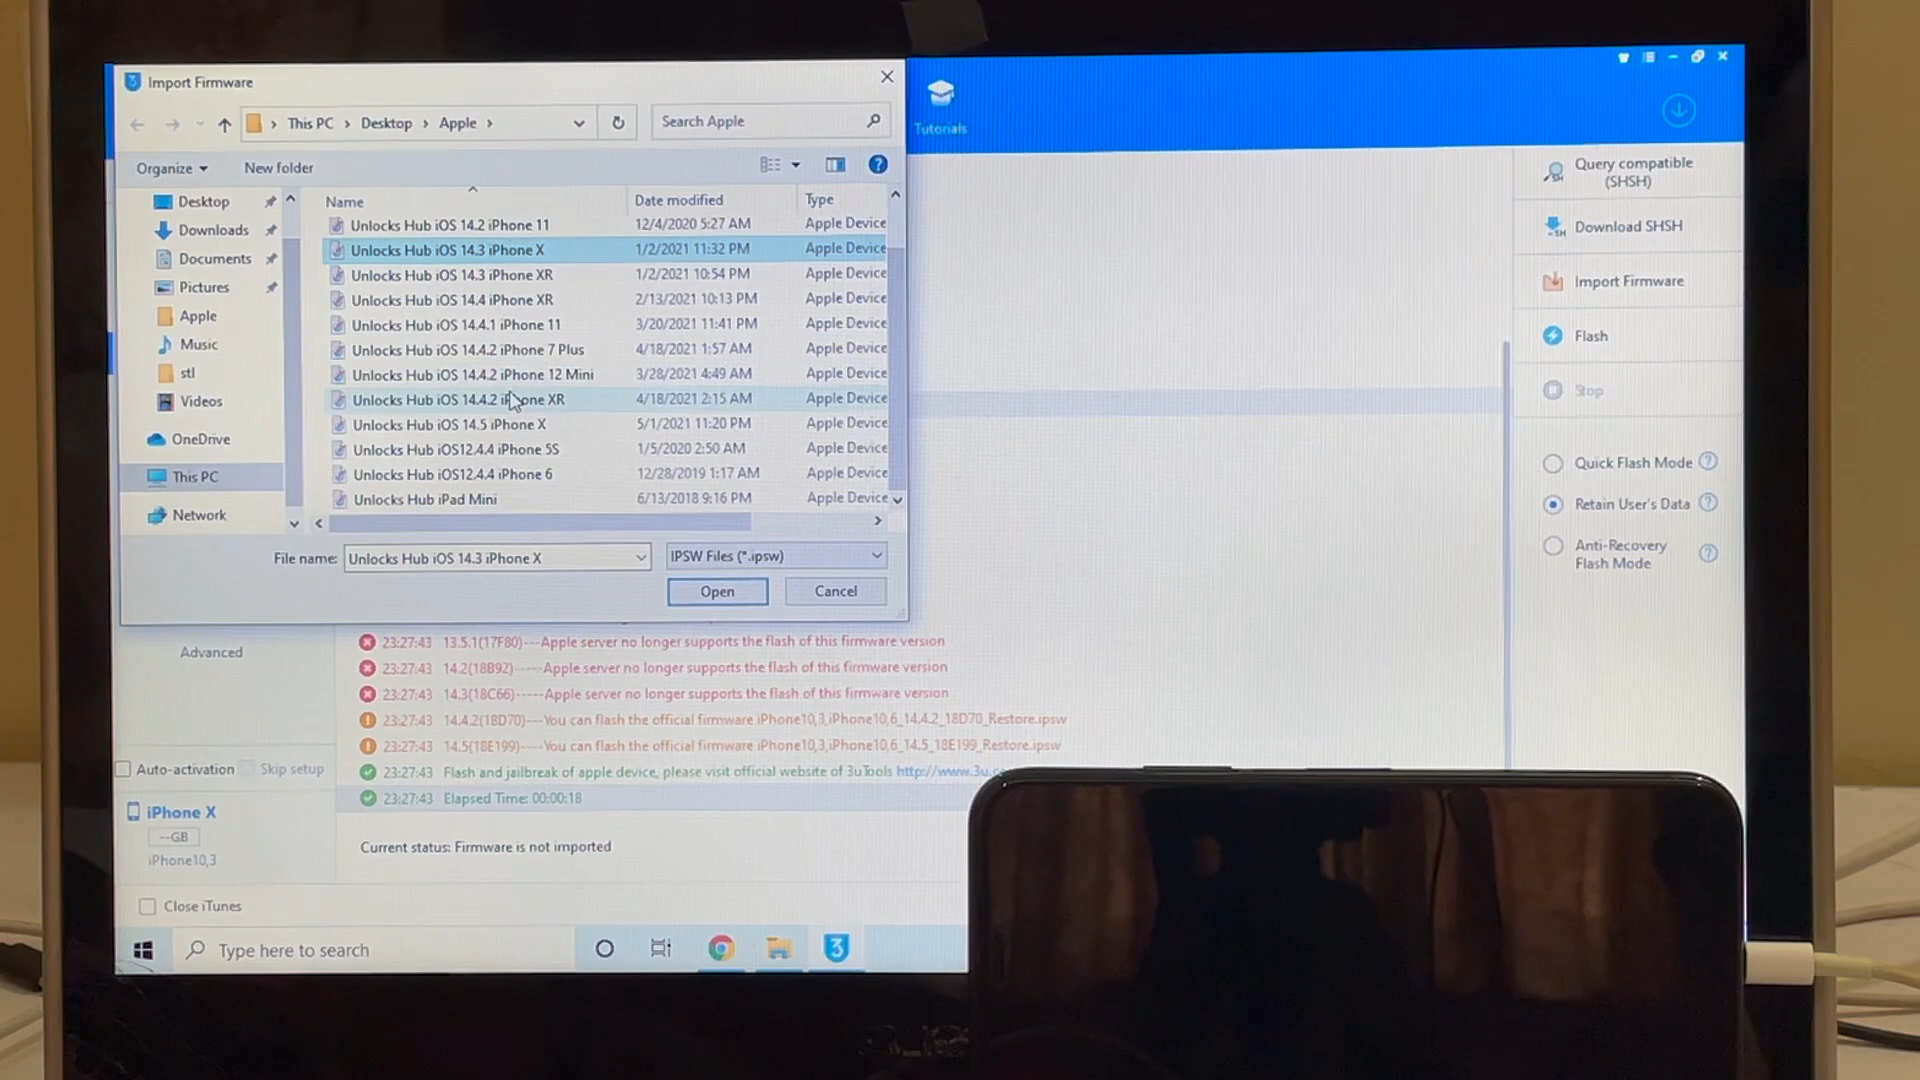 Import Firmware
This PC > Desktop > Apple >
Search Apple
Organize
New folder
Desktop
Downloads
Documents
Pictures
Apple
Music
stl
Videos
OneDrive
This PC
Network
Name Date modified Type
Unlocks Hub iOS 14.2 iPhone 11 12/4/2020 5:27 AM Apple Device
Unlocks Hub iOS 14.3 iPhone X 1/2/2021 11:32 PM Apple Device
Unlocks Hub iOS 14.3 iPhone XR 1/2/2021 10:54 PM Apple Device
Unlocks Hub iOS 14.4 iPhone XR 2/13/2021 10:13 PM Apple Device
Unlocks Hub iOS 14.4.1 iPhone 11 3/20/2021 11:41 PM Apple Device
Unlocks Hub iOS 14.4.2 iPhone 7 Plus 4/18/2021 1:57 AM Apple Device
Unlocks Hub iOS 14.4.2 iPhone 12 Mini 3/28/2021 4:49 AM Apple Device
Unlocks Hub iOS 14.4.2 iPhone XR 4/18/2021 2:15 AM Apple Device
Unlocks Hub iOS 14.5 iPhone X 5/1/2021 11:20 PM Apple Device
Unlocks Hub iOS12.4.4 iPhone 5S 1/5/2020 2:50 AM Apple Device
Unlocks Hub iOS12.4.4 iPhone 6 12/28/2019 1:17 AM Apple Device
Unlocks Hub iPad Mini 6/13/2018 9:16 PM Apple Device
File name: Unlocks Hub iOS 14.3 iPhone X
IPSW Files (*.ipsw)
Open
Cancel
Tutorials
Query compatible
(SHSH)
Download SHSH
Import Firmware
Flash
Stop
Quick Flash Mode
Retain User's Data
Anti-Recovery
Flash Mode
Advanced
23:27:43 13.5.1(17F80)---Apple server no longer supports the flash of this firmware version
23:27:43 14.2(18B92)-----Apple server no longer supports the flash of this firmware version
23:27:43 14.3(18C66)-----Apple server no longer supports the flash of this firmware version
23:27:43 14.4.2(18D70)---You can flash the official firmware iPhone10,3,iPhone10,6_14.4.2_18D70_Restore.ipsw
23:27:43 14.5(18E199)----You can flash the official firmware iPhone10,3,iPhone10,6_14.5_18E199_Restore.ipsw
23:27:43 Flash and jailbreak of apple device, please visit official website of 3uTools http://www.3u.c
23:27:43 Elapsed Time: 00:00:18
Auto-activation
Skip setup
iPhone X
--GB
iPhone10,3
Current status: Firmware is not imported
Close iTunes
Type here to search